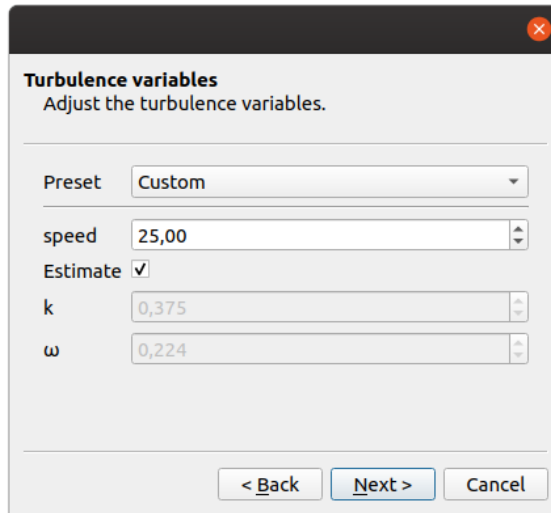 Turbulence variables
Adjust the turbulence variables.
Preset Custom
speed 25,00
Estimate
k 0,375
ω 0,224
< Back Next > Cancel